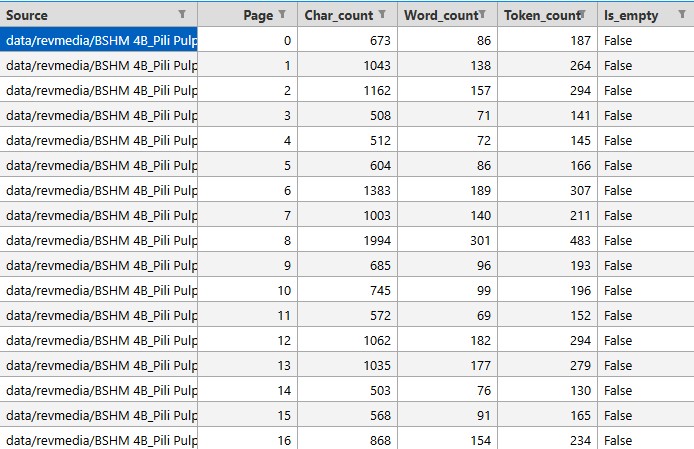 Source Page Char_count Word_count Token_count Is_empty
data/revmedia/BSHM 4B_Pili Pulp 0 673 86 187 False
data/revmedia/BSHM 4B_Pili Pulp 1 1043 138 264 False
data/revmedia/BSHM 4B_Pili Pulp 2 1162 157 294 False
data/revmedia/BSHM 4B_Pili Pulp 3 508 71 141 False
data/revmedia/BSHM 4B_Pili Pulp 4 512 72 145 False
data/revmedia/BSHM 4B_Pili Pulp 5 604 86 166 False
data/revmedia/BSHM 4B_Pili Pulp 6 1383 189 307 False
data/revmedia/BSHM 4B_Pili Pulp 7 1003 140 211 False
data/revmedia/BSHM 4B_Pili Pulp 8 1994 301 483 False
data/revmedia/BSHM 4B_Pili Pulp 9 685 96 193 False
data/revmedia/BSHM 4B_Pili Pulp 10 745 99 196 False
data/revmedia/BSHM 4B_Pili Pulp 11 572 69 152 False
data/revmedia/BSHM 4B_Pili Pulp 12 1062 182 294 False
data/revmedia/BSHM 4B_Pili Pulp 13 1035 177 279 False
data/revmedia/BSHM 4B_Pili Pulp 14 503 76 130 False
data/revmedia/BSHM 4B_Pili Pulp 15 568 91 165 False
data/revmedia/BSHM 4B_Pili Pulp 16 868 154 234 False